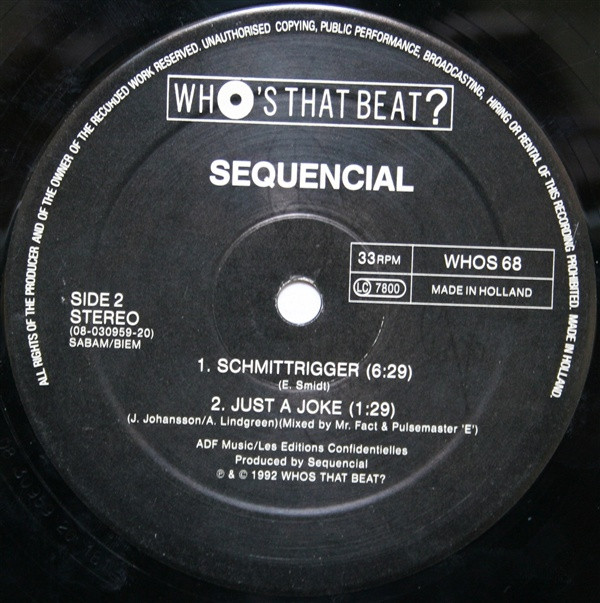 ALL RIGHTS OF THE PRODUCER AND OF THE OWNER OF THE RECORDED WORK RESERVED. UNAUTHORISED COPYING, PUBLIC PERFORMANCE, BROADCASTING, HIRING OR RENTAL OF THIS RECORDING PROHIBITED. MADE IN HOLLAND.
WHO'S THAT BEAT?
SEQUENCIAL
33RPM WHOS 68
LC 7800 MADE IN HOLLAND
SIDE 2
STEREO
(08-030959-20)
SABAM/BIEM
1. SCHMITTRIGGER (6:29)
(E. Smidt)
2. JUST A JOKE (1:29)
(J. Johansson/A. Lindgreen)(Mixed by Mr. Fact & Pulsemaster 'E')
ADF Music/Les Editions Confidentielles
Produced by Sequencial
℗ & © 1992 WHOS THAT BEAT?